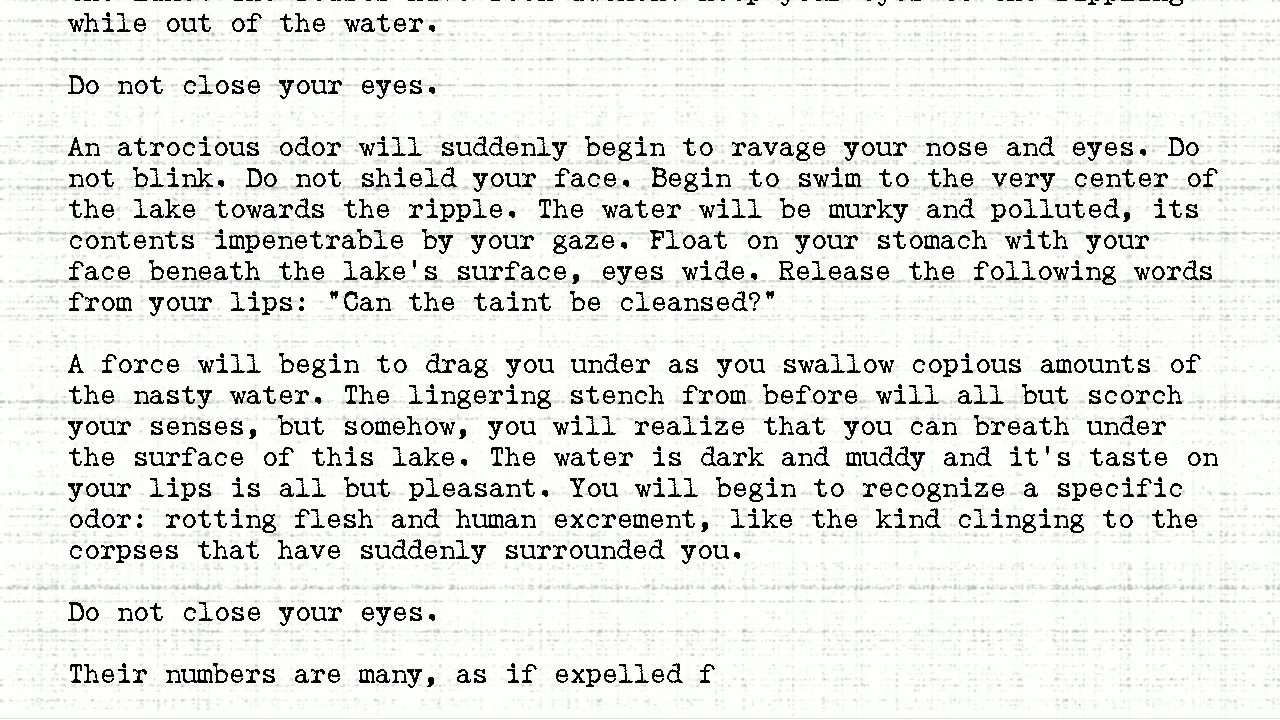 while out of the water.
Do not close your eyes.
An atrocious odor will suddenly begin to ravage your nose and eyes. Do
not blink. Do not shield your face. Begin to swim to the very center of
the lake towards the ripple. The water will be murky and polluted, its
contents impenetrable by your gaze. Float on your stomach with your
face beneath the lake's surface, eyes wide. Release the following words
from your lips: "Can the taint be cleansed?"
A force will begin to drag you under as you swallow copious amounts of
the nasty water. The lingering stench from before will all but scorch
your senses, but somehow, you will realize that you can breath under
the surface of this lake. The water is dark and muddy and it's taste on
your lips is all but pleasant. You will begin to recognize a specific
odor: rotting flesh and human excrement, like the kind clinging to the
corpses that have suddenly surrounded you.
Do not close your eyes.
Their numbers are many, as if expelled f